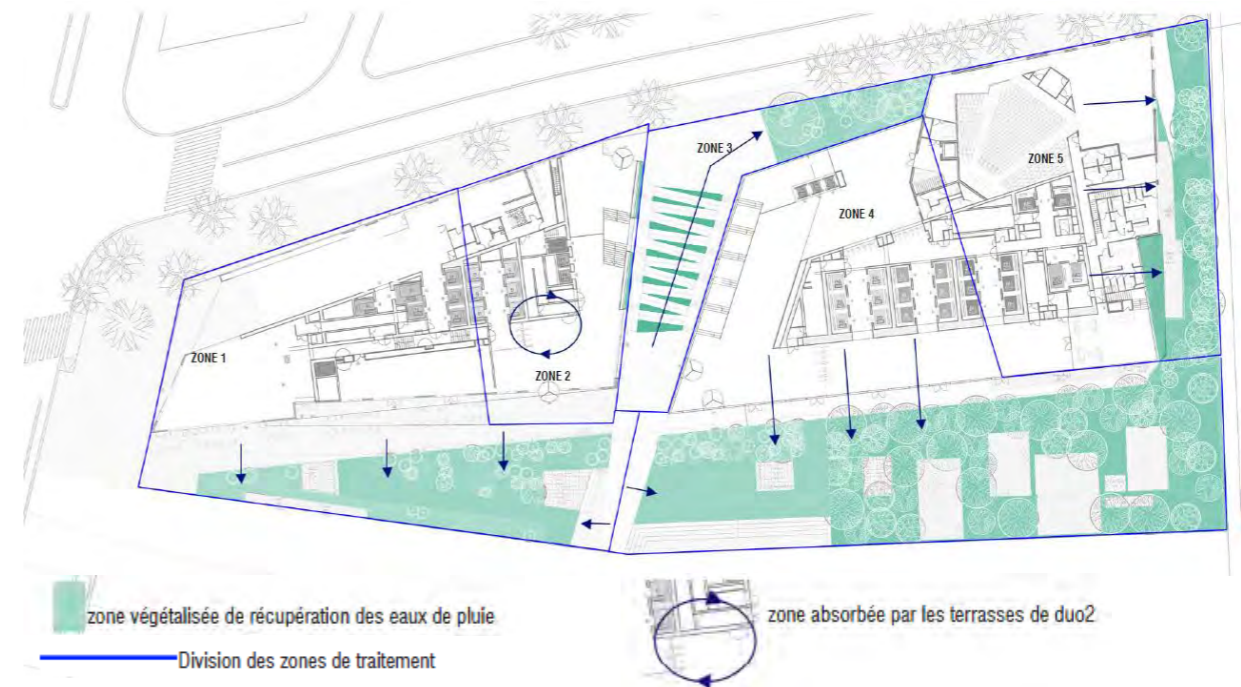 ZONE 3
ZONE 5
ZONE 4
ZONE 1
ZONE 2
zone végétalisée de récupération des eaux de pluie
zone absorbée par les terrasses de duo2
Division des zones de traitement